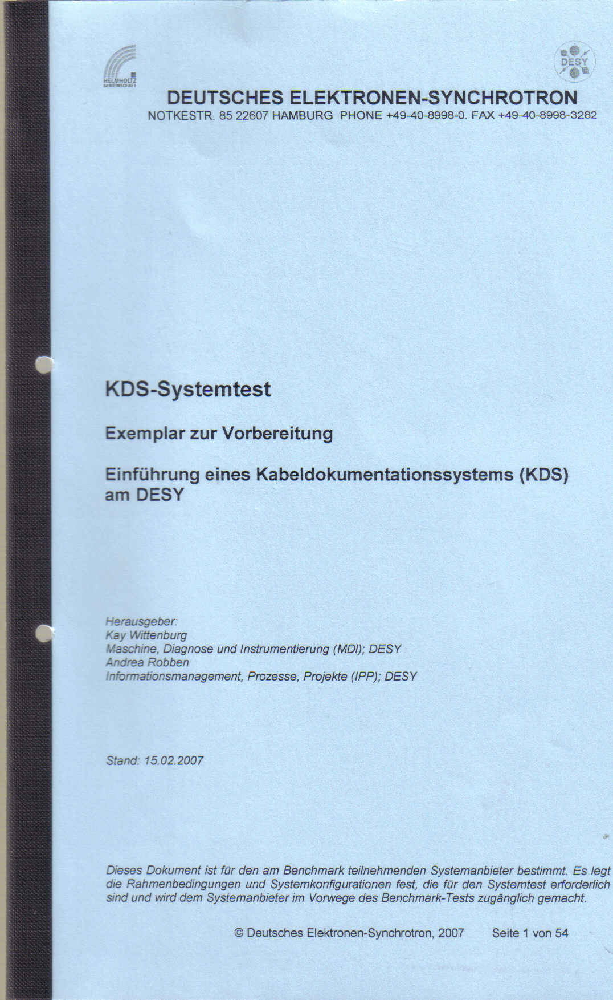 HELMHOLTZ
GEMEINSCHAFT
DESY
DEUTSCHES ELEKTRONEN-SYNCHROTRON
NOTKESTR. 85 22607 HAMBURG PHONE +49-40-8998-0. FAX +49-40-8998-3282
KDS-Systemtest
Exemplar zur Vorbereitung
Einführung eines Kabeldokumentationssystems (KDS)
am DESY
Herausgeber:
Kay Wittenburg
Maschine, Diagnose und Instrumentierung (MDI); DESY
Andrea Robben
Informationsmanagement, Prozesse, Projekte (IPP); DESY
Stand: 15.02.2007
Dieses Dokument ist für den am Benchmark teilnehmenden Systemanbieter bestimmt. Es legt
die Rahmenbedingungen und Systemkonfigurationen fest, die für den Systemtest erforderlich
sind und wird dem Systemanbieter im Vorwege des Benchmark-Tests zugänglich gemacht.
© Deutsches Elektronen-Synchrotron, 2007 Seite 1 von 54